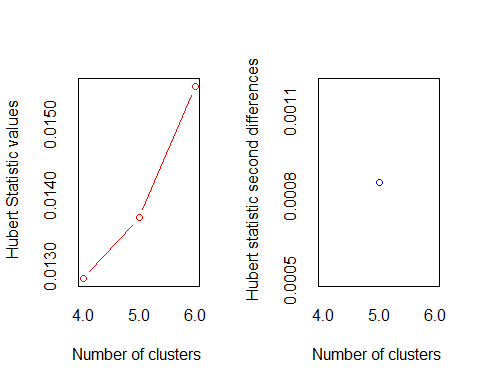 Hubert Statistic values
0.0150
0.0140
0.0130
4.0 5.0 6.0
Number of clusters
Hubert statistic second differences
0.0011
0.0008
0.0005
4.0 5.0 6.0
Number of clusters